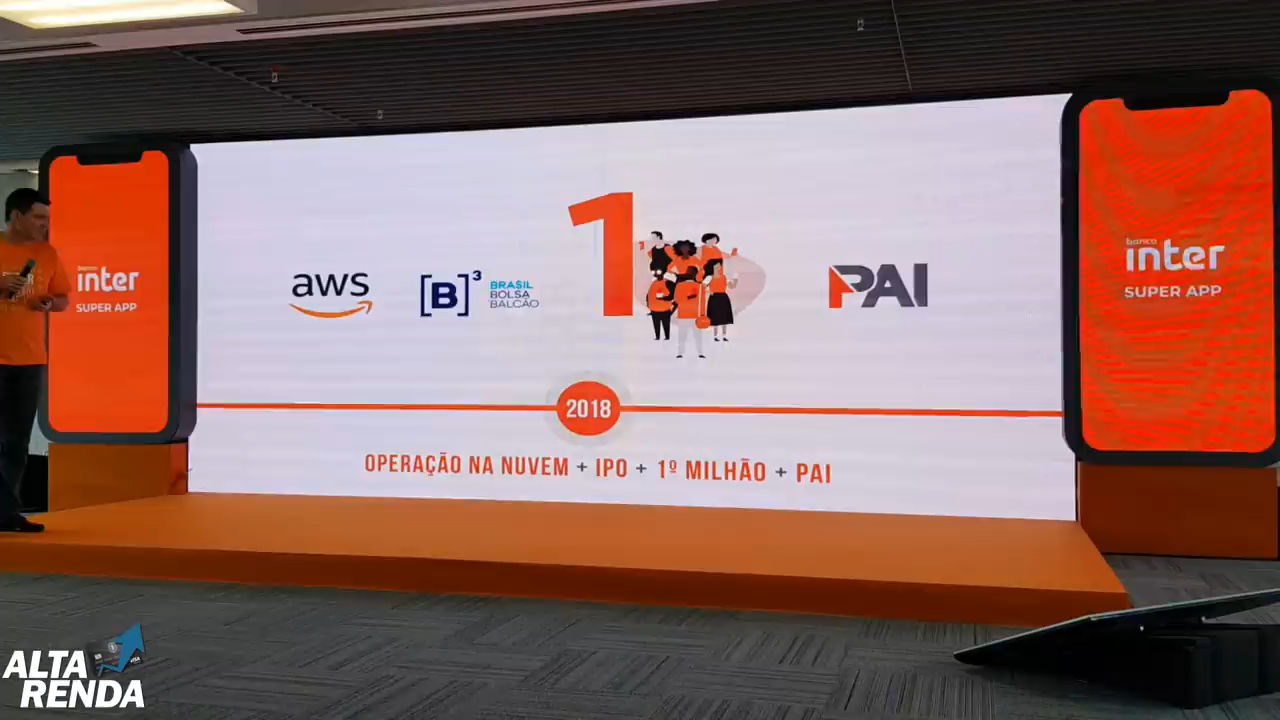 banco
inter
SUPER APP
aws
[B]³
BRASIL
BOLSA
BALCÃO
1
PAI
banco
inter
SUPER APP
2018
OPERAÇÃO NA NUVEM + IPO + 1º MILHÃO + PAI
ALTA
RENDA